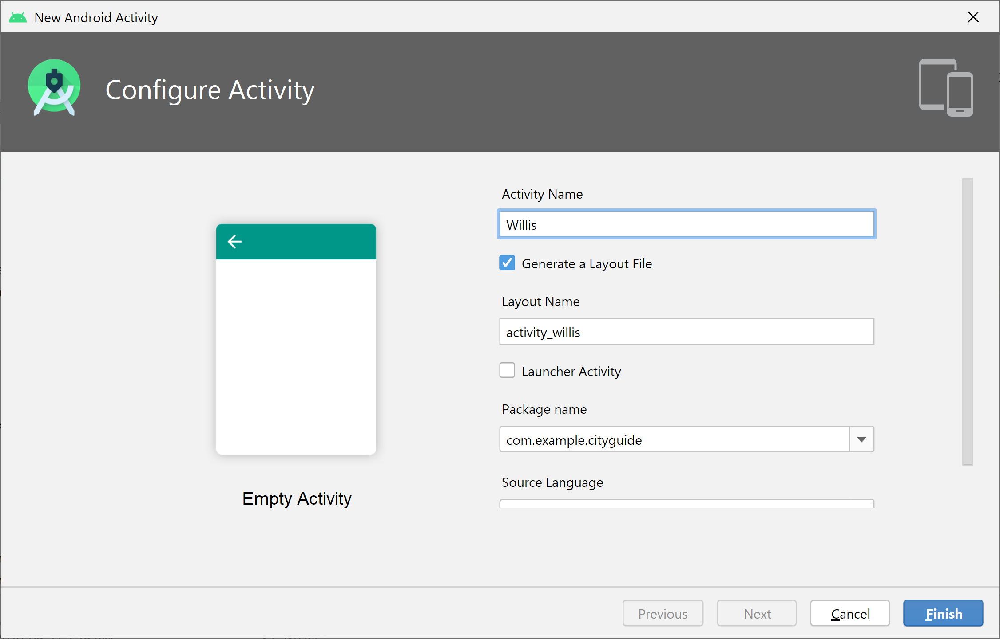 New Android Activity
Configure Activity
Activity Name
Willis
Generate a Layout File
Layout Name
activity_willis
Launcher Activity
Package name
com.example.cityguide
Source Language
Empty Activity
Previous
Next
Cancel
Finish